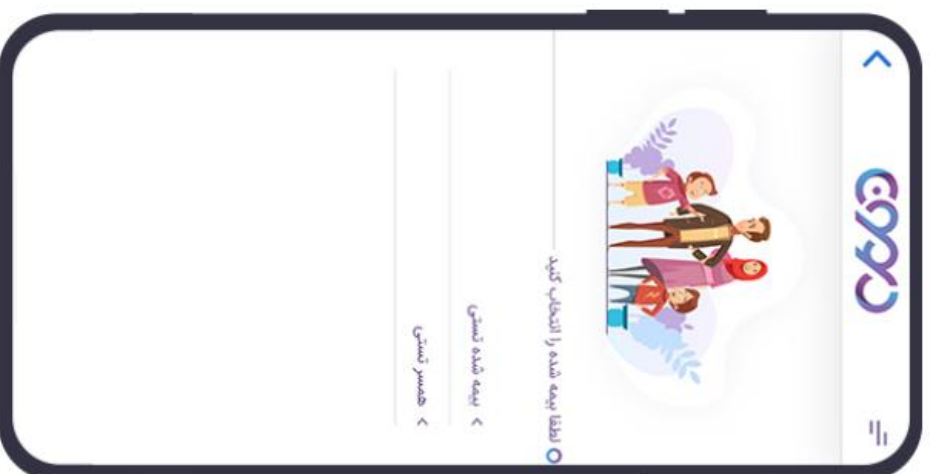 لطفا بیمه شده را انتخاب کنید
بیمه شده تستی
همسر تستی